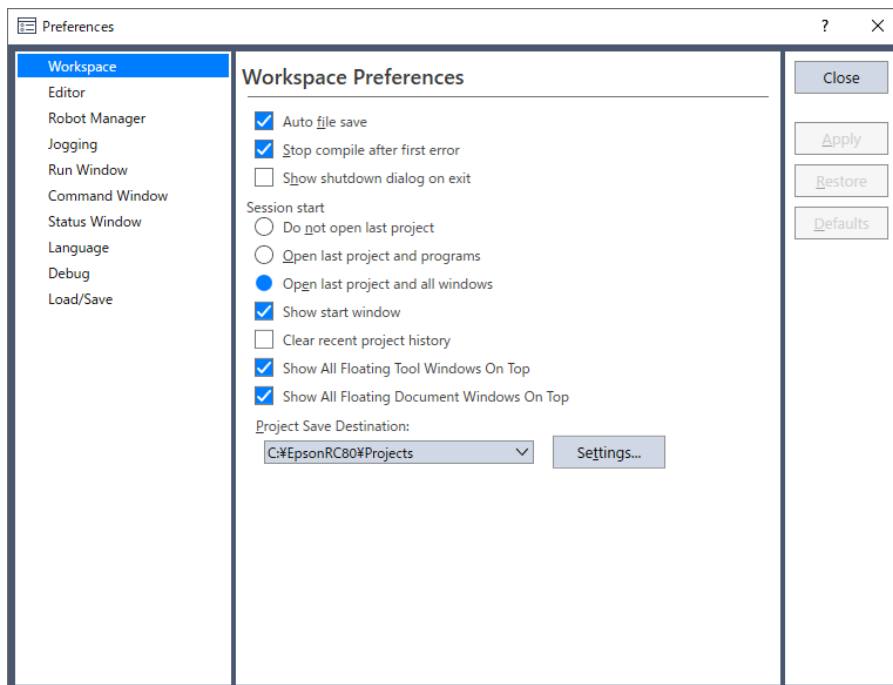 Preferences
?
Workspace
Editor
Robot Manager
Jogging
Run Window
Command Window
Status Window
Language
Debug
Load/Save
Workspace Preferences
Auto file save
Stop compile after first error
Show shutdown dialog on exit
Session start
Do not open last project
Open last project and programs
Open last project and all windows
Show start window
Clear recent project history
Show All Floating Tool Windows On Top
Show All Floating Document Windows On Top
Project Save Destination:
C:¥EpsonRC80¥Projects
Settings...
Close
Apply
Restore
Defaults